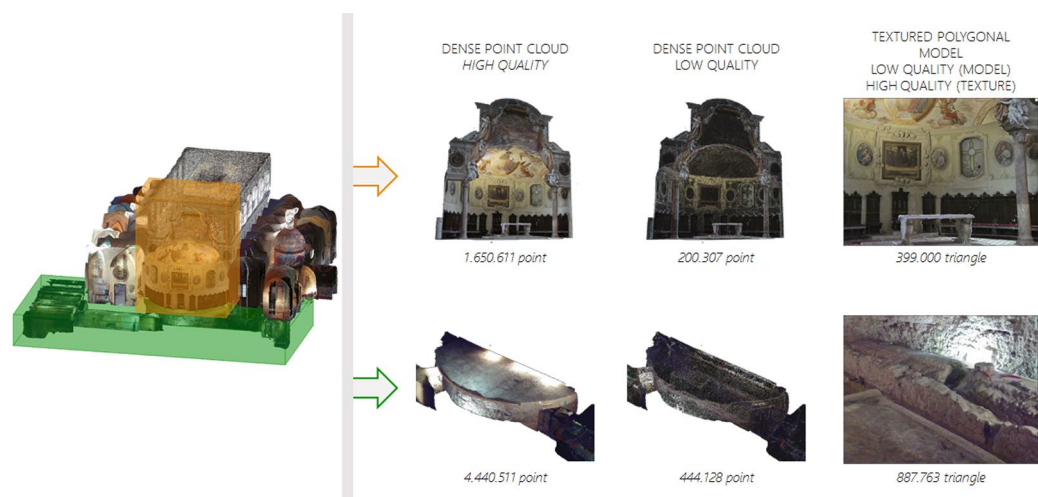 DENSE POINT CLOUD
HIGH QUALITY
DENSE POINT CLOUD
LOW QUALITY
TEXTURED POLYGONAL
MODEL
LOW QUALITY (MODEL)
HIGH QUALITY (TEXTURE)
1.650.611 point
200.307 point
399.000 triangle
4.440.511 point
444.128 point
887.763 triangle